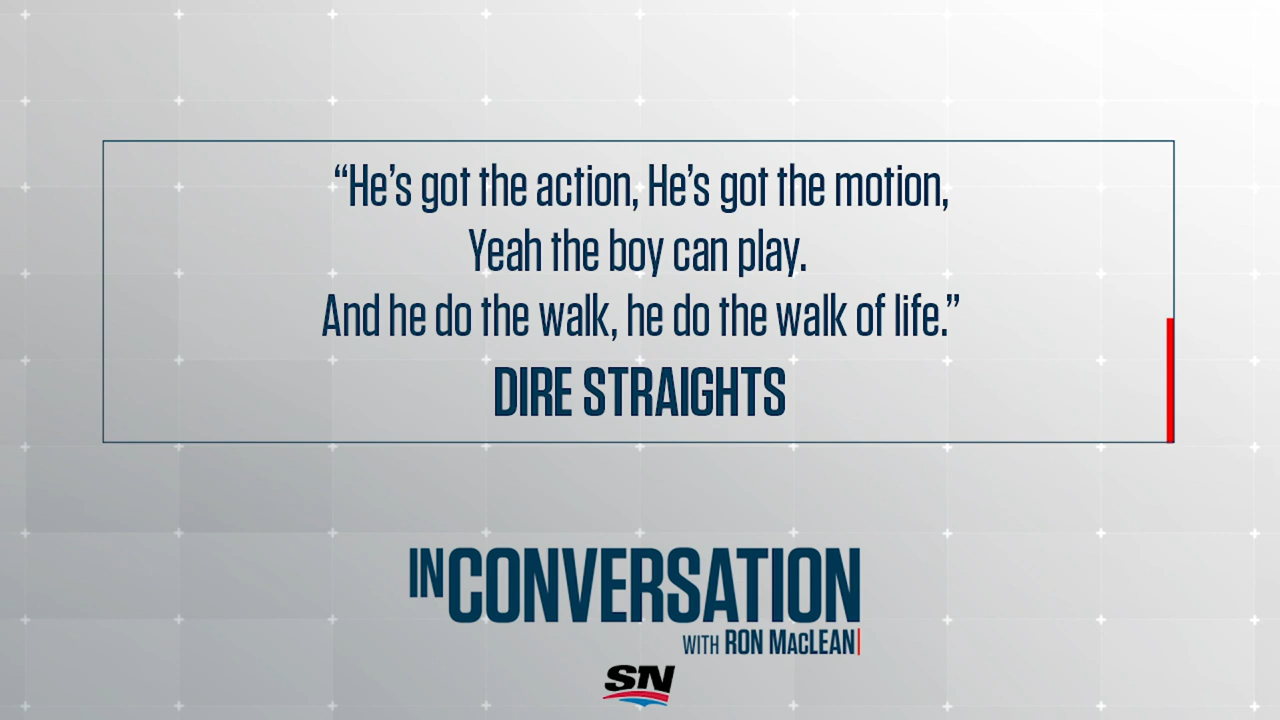 “He’s got the action, He’s got the motion,
Yeah the boy can play.
And he do the walk, he do the walk of life.”
DIRE STRAIGHTS
IN CONVERSATION
WITH RON MACLEAN
SN